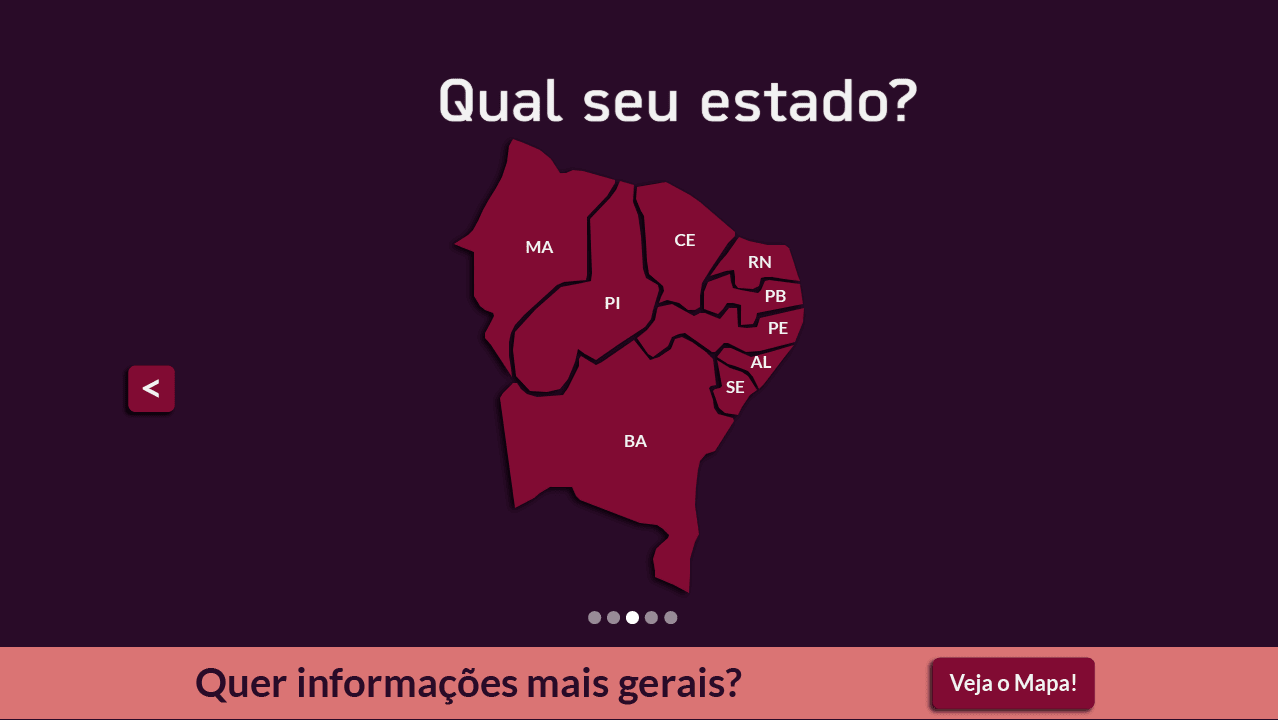 Qual seu estado?
MA
CE
RN
PI
PB
PE
AL
SE
<
BA
Quer informações mais gerais?
Veja o Mapa!